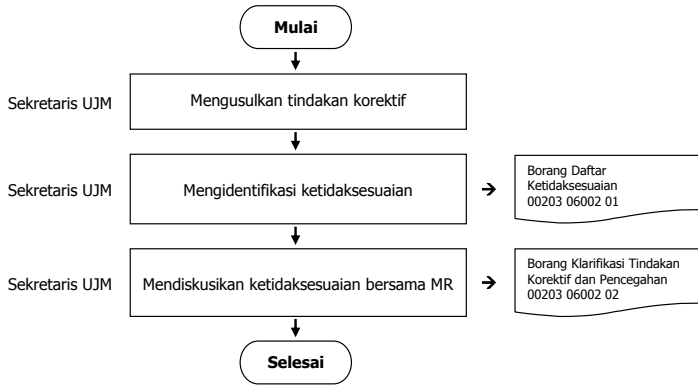 Mulai
Sekretaris UJM
Mengusulkan tindakan korektif
Sekretaris UJM
Mengidentifikasi ketidaksesuaian
Borang Daftar
Ketidaksesuaian
00203 06002 01
Sekretaris UJM
Mendiskusikan ketidaksesuaian bersama MR
Borang Klarifikasi Tindakan
Korektif dan Pencegahan
00203 06002 02
Selesai